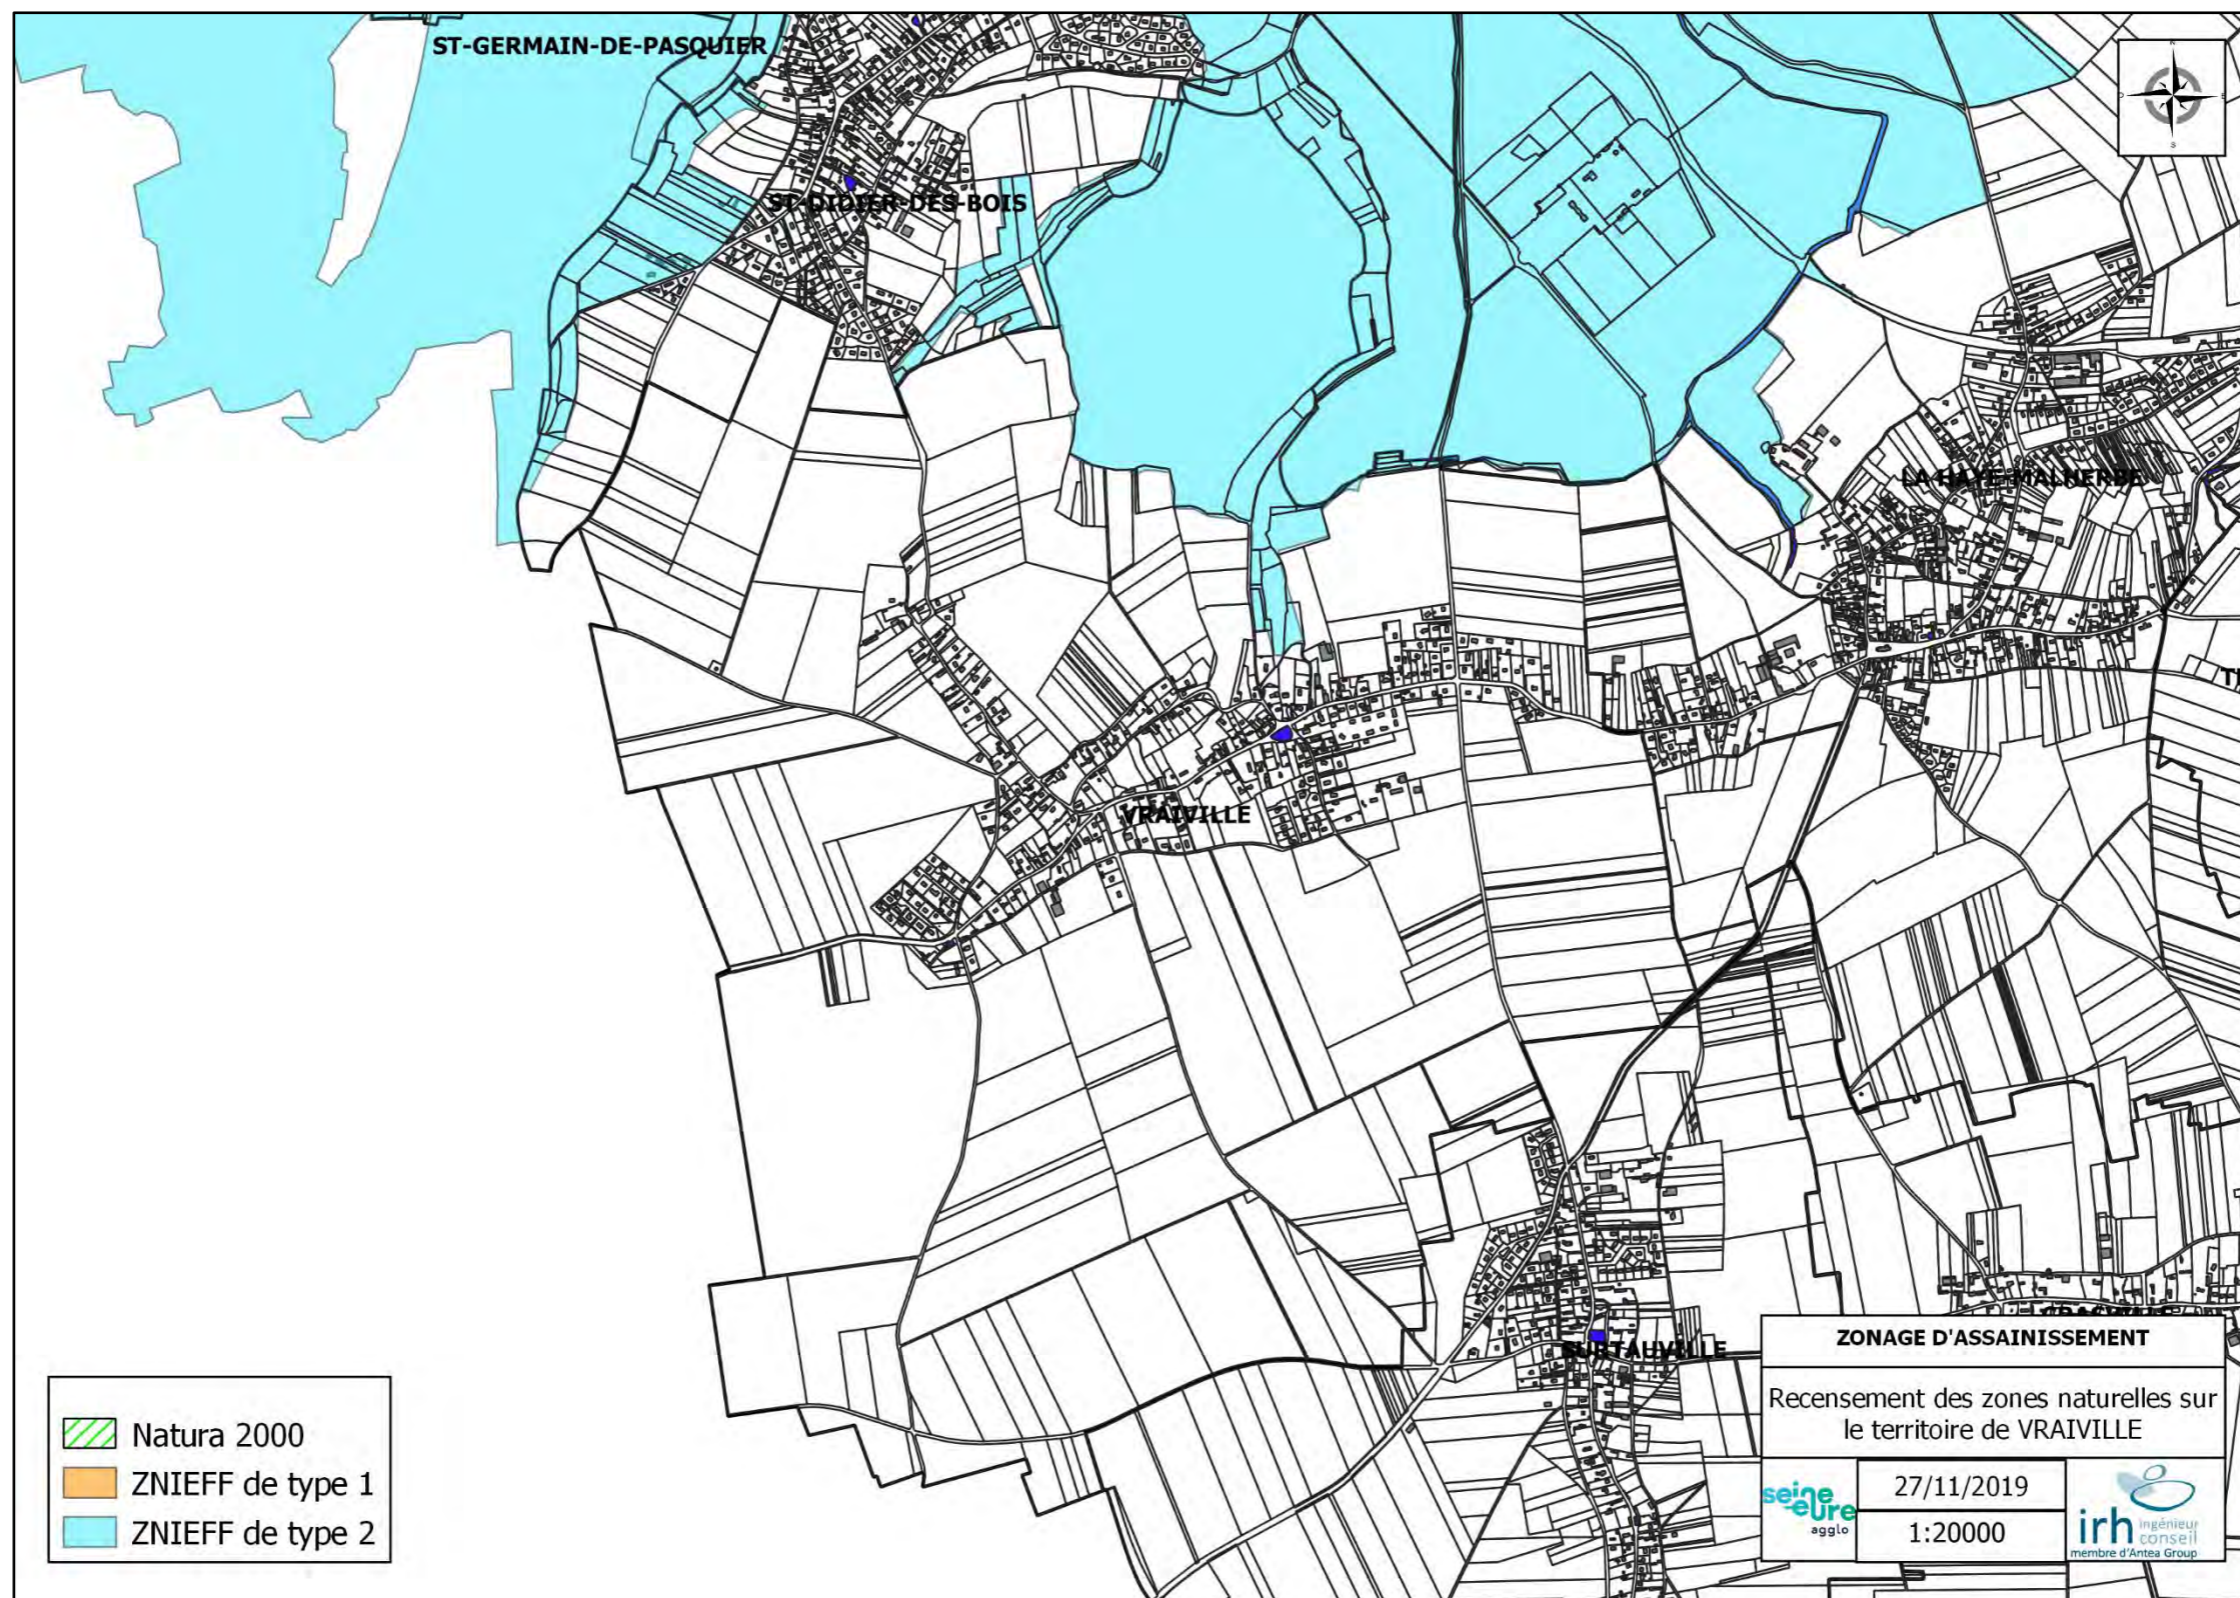 ST-GERMAIN-DE-PASQUIER
ST-DIDIER-DES-BOIS
LA-HAYE-MALHERBE
VRAIVILLE
SURTAUVILLE
Natura 2000
ZNIEFF de type 1
ZNIEFF de type 2
ZONAGE D'ASSAINISSEMENT
Recensement des zones naturelles sur
le territoire de VRAIVILLE
seine
eure
agglo
27/11/2019
1:20000
irh ingénieur
conseil
membre d'Antea Group